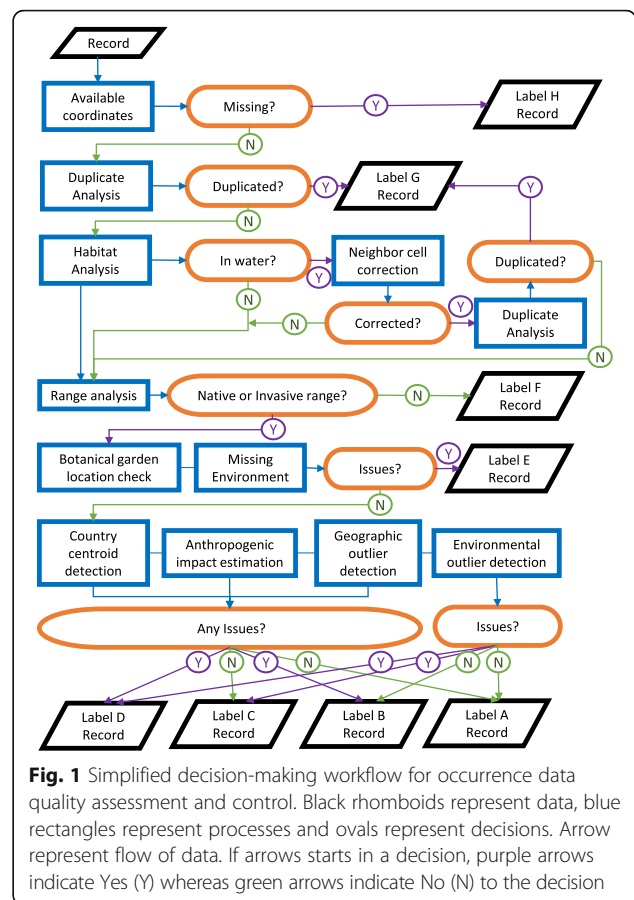 Record
Available
coordinates
Missing?
Y
Label H
Record
N
Duplicate
Analysis
Duplicated?
Y
Label G
Record
Y
N
Habitat
Analysis
In water?
Y
Neighbor cell
correction
Duplicated?
N
N
Corrected?
Y
Duplicate
Analysis
N
Range analysis
Native or Invasive range?
N
Label F
Record
Y
Botanical garden
location check
Missing
Environment
Issues?
Y
Label E
Record
N
Country
centroid
detection
Anthropogenic
impact estimation
Geographic
outlier
detection
Environmental
outlier detection
Any Issues?
Issues?
Y
N
Y
N
Y
Y
N
N
Label D
Record
Label C
Record
Label B
Record
Label A
Record
Fig. 1 Simplified decision-making workflow for occurrence data
quality assessment and control. Black rhomboids represent data, blue
rectangles represent processes and ovals represent decisions. Arrow
represent flow of data. If arrows starts in a decision, purple arrows
indicate Yes (Y) whereas green arrows indicate No (N) to the decision